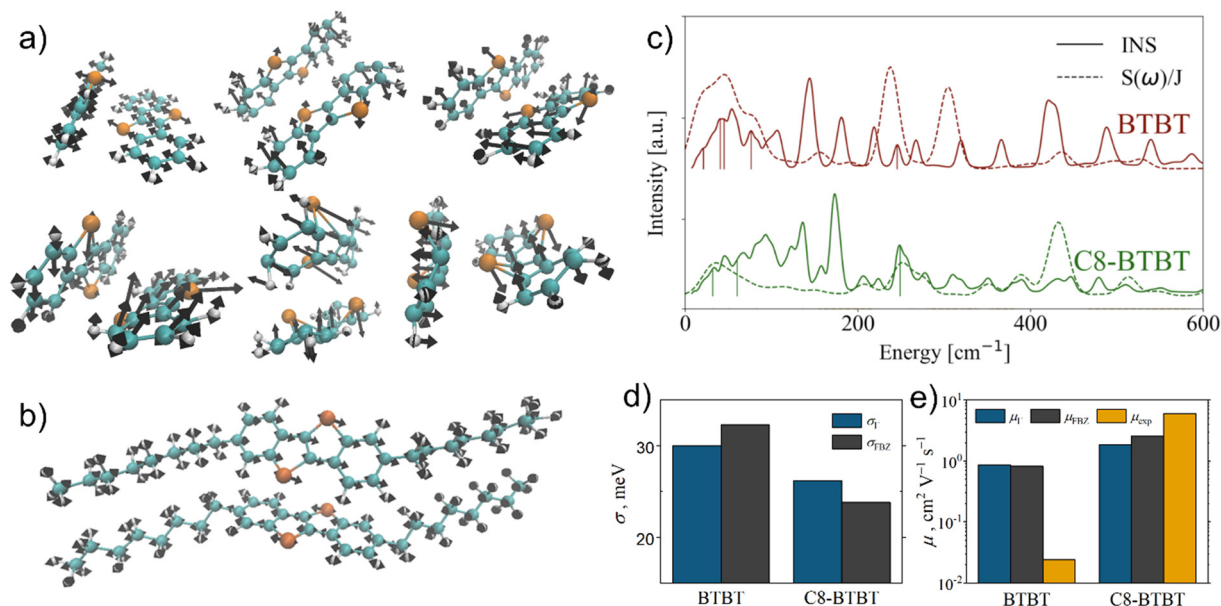 a)
b)
c)
INS
S(ω)/J
BTBT
C8-BTBT
Intensity [a.u.]
0
200
400
600
Energy [cm⁻¹]
d)
σ_Γ
σ_FBZ
σ, meV
30
20
BTBT
C8-BTBT
e)
μ_Γ
μ_FBZ
μ_exp
μ, cm² V⁻¹ s⁻¹
10¹
10⁰
10⁻¹
10⁻²
BTBT
C8-BTBT